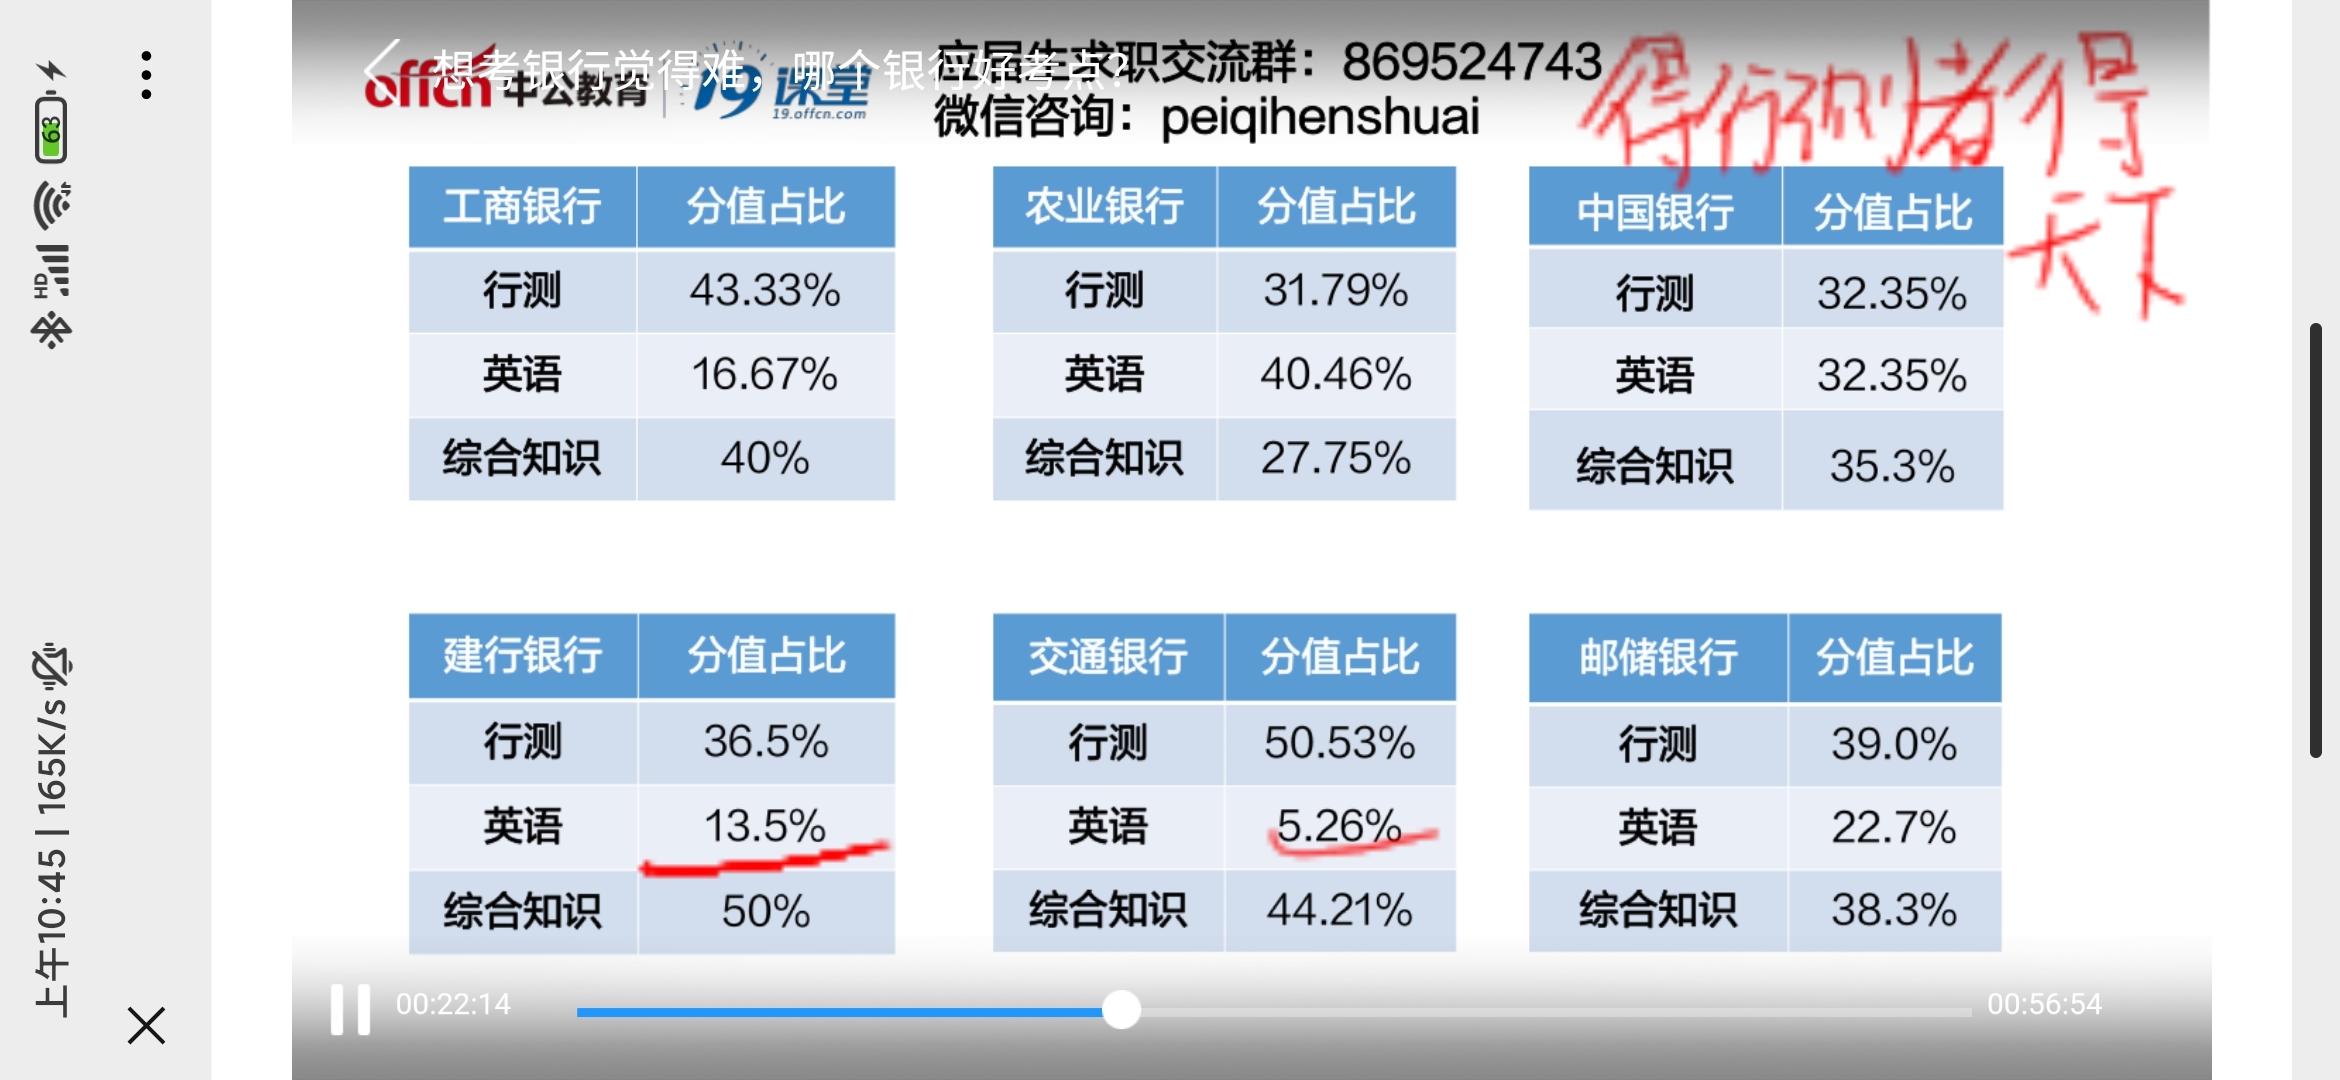 想考银行觉得难，哪个银行好考点？
offcn 中公教育 | 19课堂
19.offcn.com
应届生求职交流群：869524743
微信咨询：peiqihenshuai
得行测者得
天下
工商银行 分值占比
行测 43.33%
英语 16.67%
综合知识 40%
农业银行 分值占比
行测 31.79%
英语 40.46%
综合知识 27.75%
中国银行 分值占比
行测 32.35%
英语 32.35%
综合知识 35.3%
建行银行 分值占比
行测 36.5%
英语 13.5%
综合知识 50%
交通银行 分值占比
行测 50.53%
英语 5.26%
综合知识 44.21%
邮储银行 分值占比
行测 39.0%
英语 22.7%
综合知识 38.3%
00:22:14
00:56:54
上午10:45 | 165K/s
HD
63